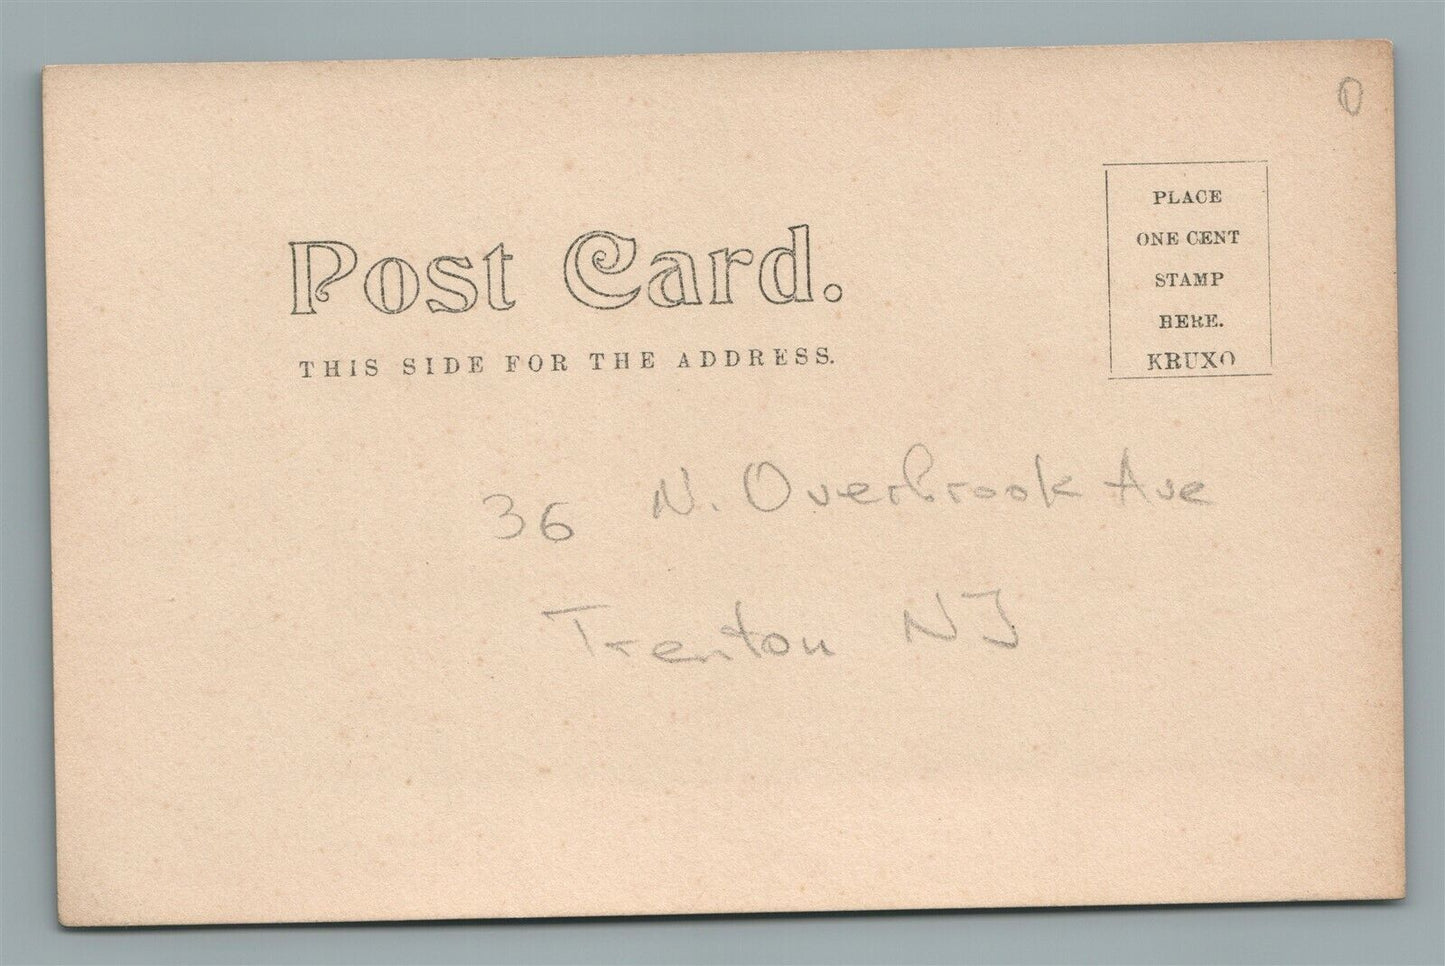 0
PLACE
ONE CENT
STAMP
HERE.
KRUXO
Post Card.
THIS SIDE FOR THE ADDRESS.
36 N. Overbrook Ave
Trenton NJ